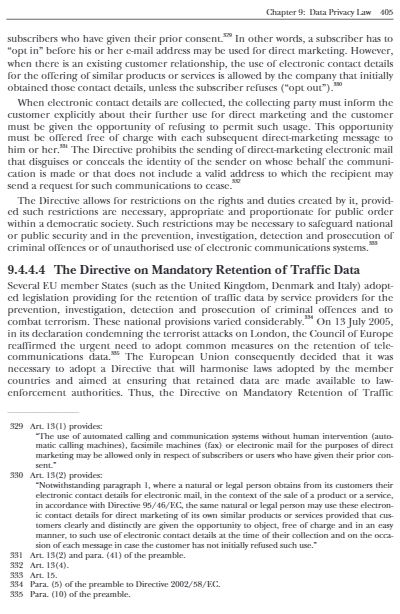 Chapter 9: Data Privacy Law 405
subscribers who have given their prior consent.329 In other words, a subscriber has to
"opt in" before his or her e-mail address may be used for direct marketing. However,
when there is an existing customer relationship, the use of electronic contact details
for the offering of similar products or services is allowed by the company that initially
obtained those contact details, unless the subscriber refuses ("opt out").330
When electronic contact details are collected, the collecting party must inform the
customer explicitly about their further use for direct marketing and the customer
must be given the opportunity of refusing to permit such usage. This opportunity
must be offered free of charge with each subsequent direct-marketing message to
him or her.331 The Directive prohibits the sending of direct-marketing electronic mail
that disguises or conceals the identity of the sender on whose behalf the communi-
cation is made or that does not include a valid address to which the recipient may
send a request for such communications to cease.332
The Directive allows for restrictions on the rights and duties created by it, provid-
ed such restrictions are necessary, appropriate and proportionate for public order
within a democratic society. Such restrictions may be necessary to safeguard national
or public security and in the prevention, investigation, detection and prosecution of
criminal offences or of unauthorised use of electronic communications systems.333
9.4.4.4 The Directive on Mandatory Retention of Traffic Data
Several EU member States (such as the United Kingdom, Denmark and Italy) adopt-
ed legislation providing for the retention of traffic data by service providers for the
prevention, investigation, detection and prosecution of criminal offences and to
combat terrorism. These national provisions varied considerably.334 On 13 July 2005,
in its declaration condemning the terrorist attacks on London, the Council of Europe
reaffirmed the urgent need to adopt common measures on the retention of tele-
communications data.335 The European Union consequently decided that it was
necessary to adopt a Directive that will harmonise laws adopted by the member
countries and aimed at ensuring that retained data are made available to law-
enforcement authorities. Thus, the Directive on Mandatory Retention of Traffic
329 Art. 13(1) provides:
"The use of automated calling and communication systems without human intervention (auto-
matic calling machines), facsimile machines (fax) or electronic mail for the purposes of direct
marketing may be allowed only in respect of subscribers or users who have given their prior con-
sent."
330 Art. 13(2) provides:
"Notwithstanding paragraph 1, where a natural or legal person obtains from its customers their
electronic contact details for electronic mail, in the context of the sale of a product or a service,
in accordance with Directive 95/46/EC, the same natural or legal person may use these electron-
ic contact details for direct marketing of its own similar products or services provided that cus-
tomers clearly and distinctly are given the opportunity to object, free of charge and in an easy
manner, to such use of electronic contact details at the time of their collection and on the occa-
sion of each message in case the customer has not initially refused such use."
331 Art. 13(2) and para. (41) of the preamble.
332 Art. 13(4).
333 Art. 15.
334 Para. (5) of the preamble to Directive 2002/58/EC.
335 Para. (10) of the preamble.